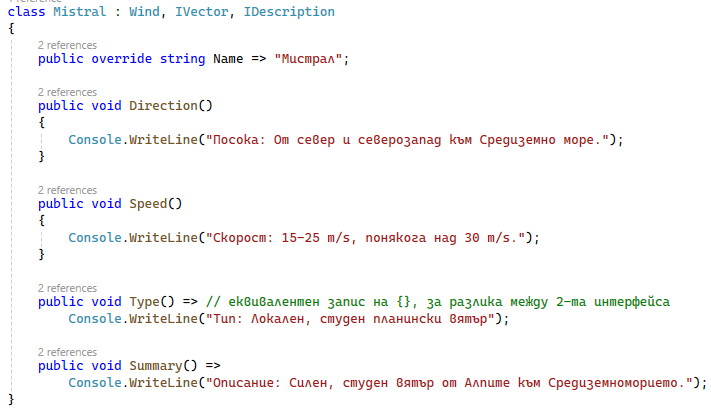 class Mistral : Wind, IVector, IDescription
{
2 references
public override string Name => "Мистрал";
2 references
public void Direction()
{
Console.WriteLine("Посока: От север и северозапад към Средиземно море.");
}
2 references
public void Speed()
{
Console.WriteLine("Скорост: 15-25 m/s, понякога над 30 m/s.");
}
2 references
public void Type() => // еквивалентен запис на {}, за разлика между 2-та интерфейса
Console.WriteLine("Тип: Локален, студен планински вятър");
2 references
public void Summary() =>
Console.WriteLine("Описание: Силен, студен вятър от Алпите към Средиземноморието.");
}